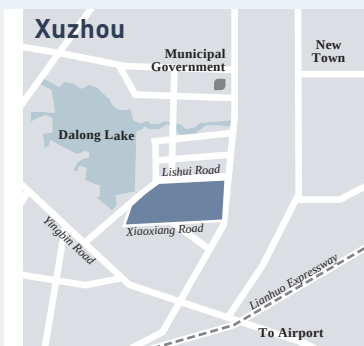 Xuzhou
Municipal
Government
New
Town
Dalong Lake
Lishui Road
Xiaoxiang Road
Yingbin Road
Lianhuo Expressway
To Airport